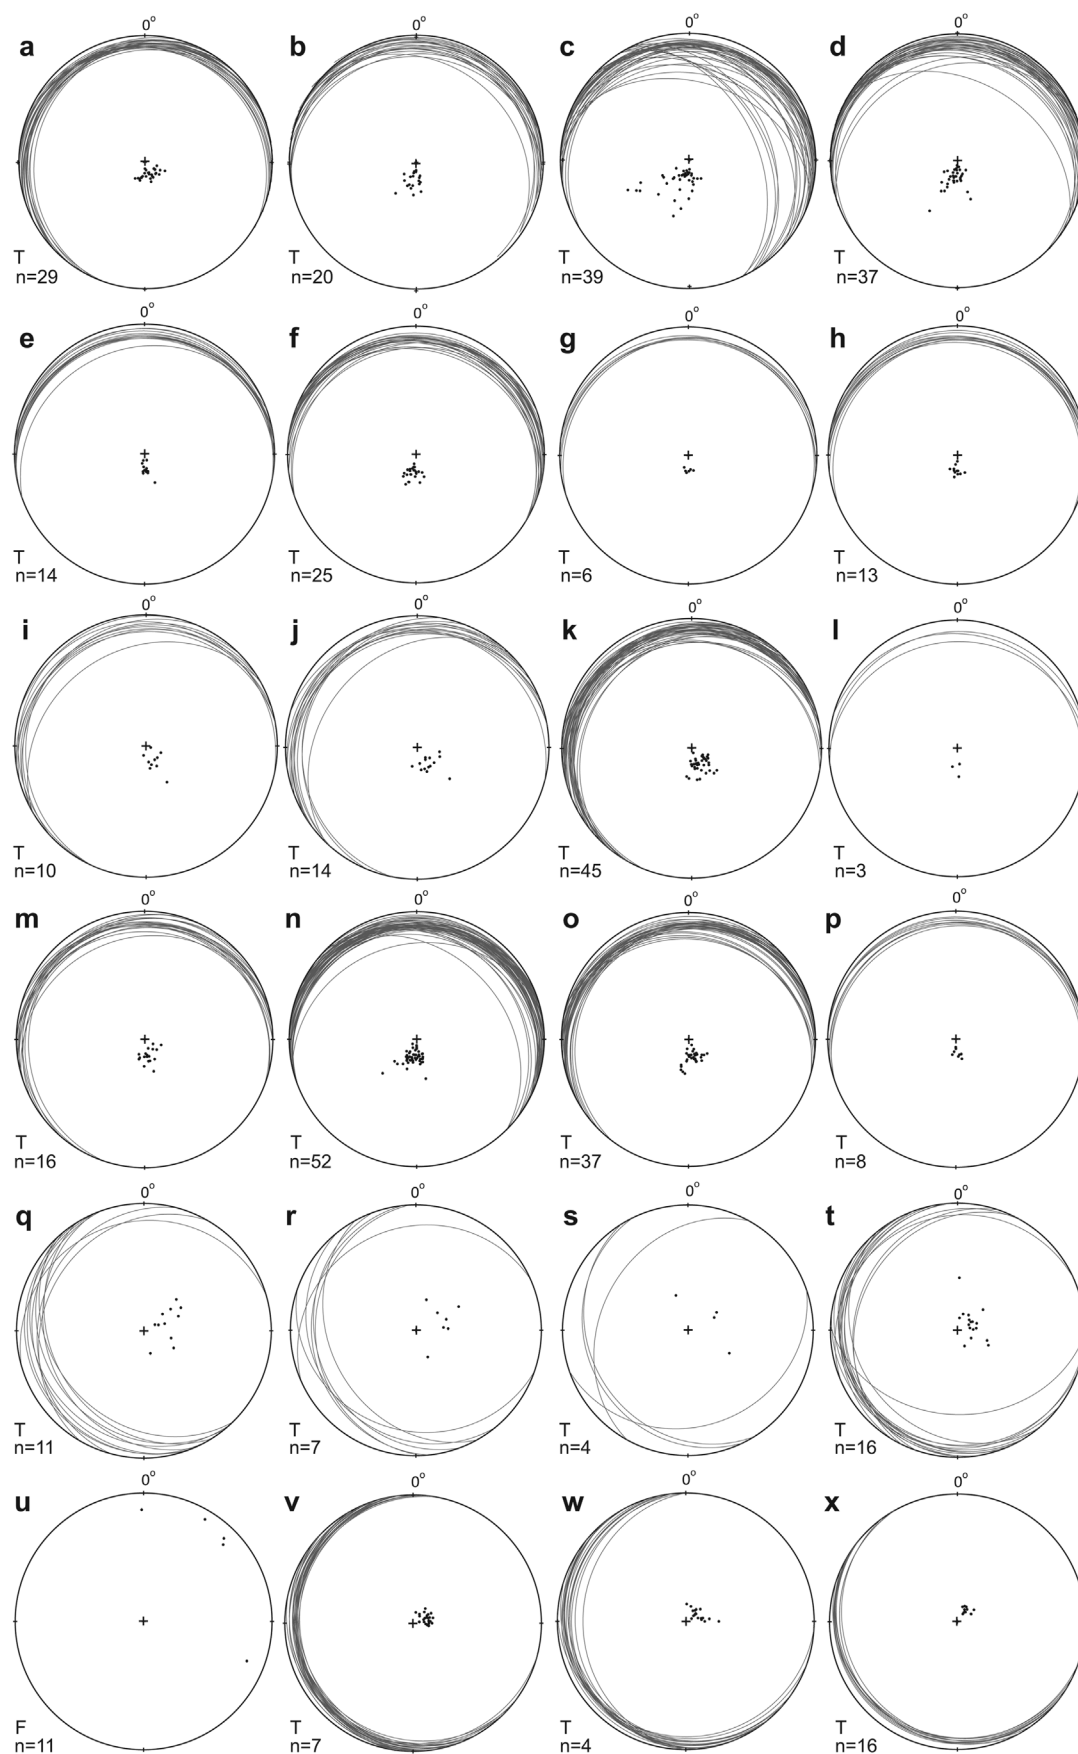 0°
a
T
n=29
0°
b
T
n=20
0°
c
T
n=39
0°
d
T
n=37
0°
e
T
n=14
0°
f
T
n=25
0°
g
T
n=6
0°
h
T
n=13
0°
i
T
n=10
0°
j
T
n=14
0°
k
T
n=45
0°
l
T
n=3
0°
m
T
n=16
0°
n
T
n=52
0°
o
T
n=37
0°
p
T
n=8
0°
q
T
n=11
0°
r
T
n=7
0°
s
T
n=4
0°
t
T
n=16
0°
u
F
n=11
0°
v
T
n=7
0°
w
T
n=4
0°
x
T
n=16